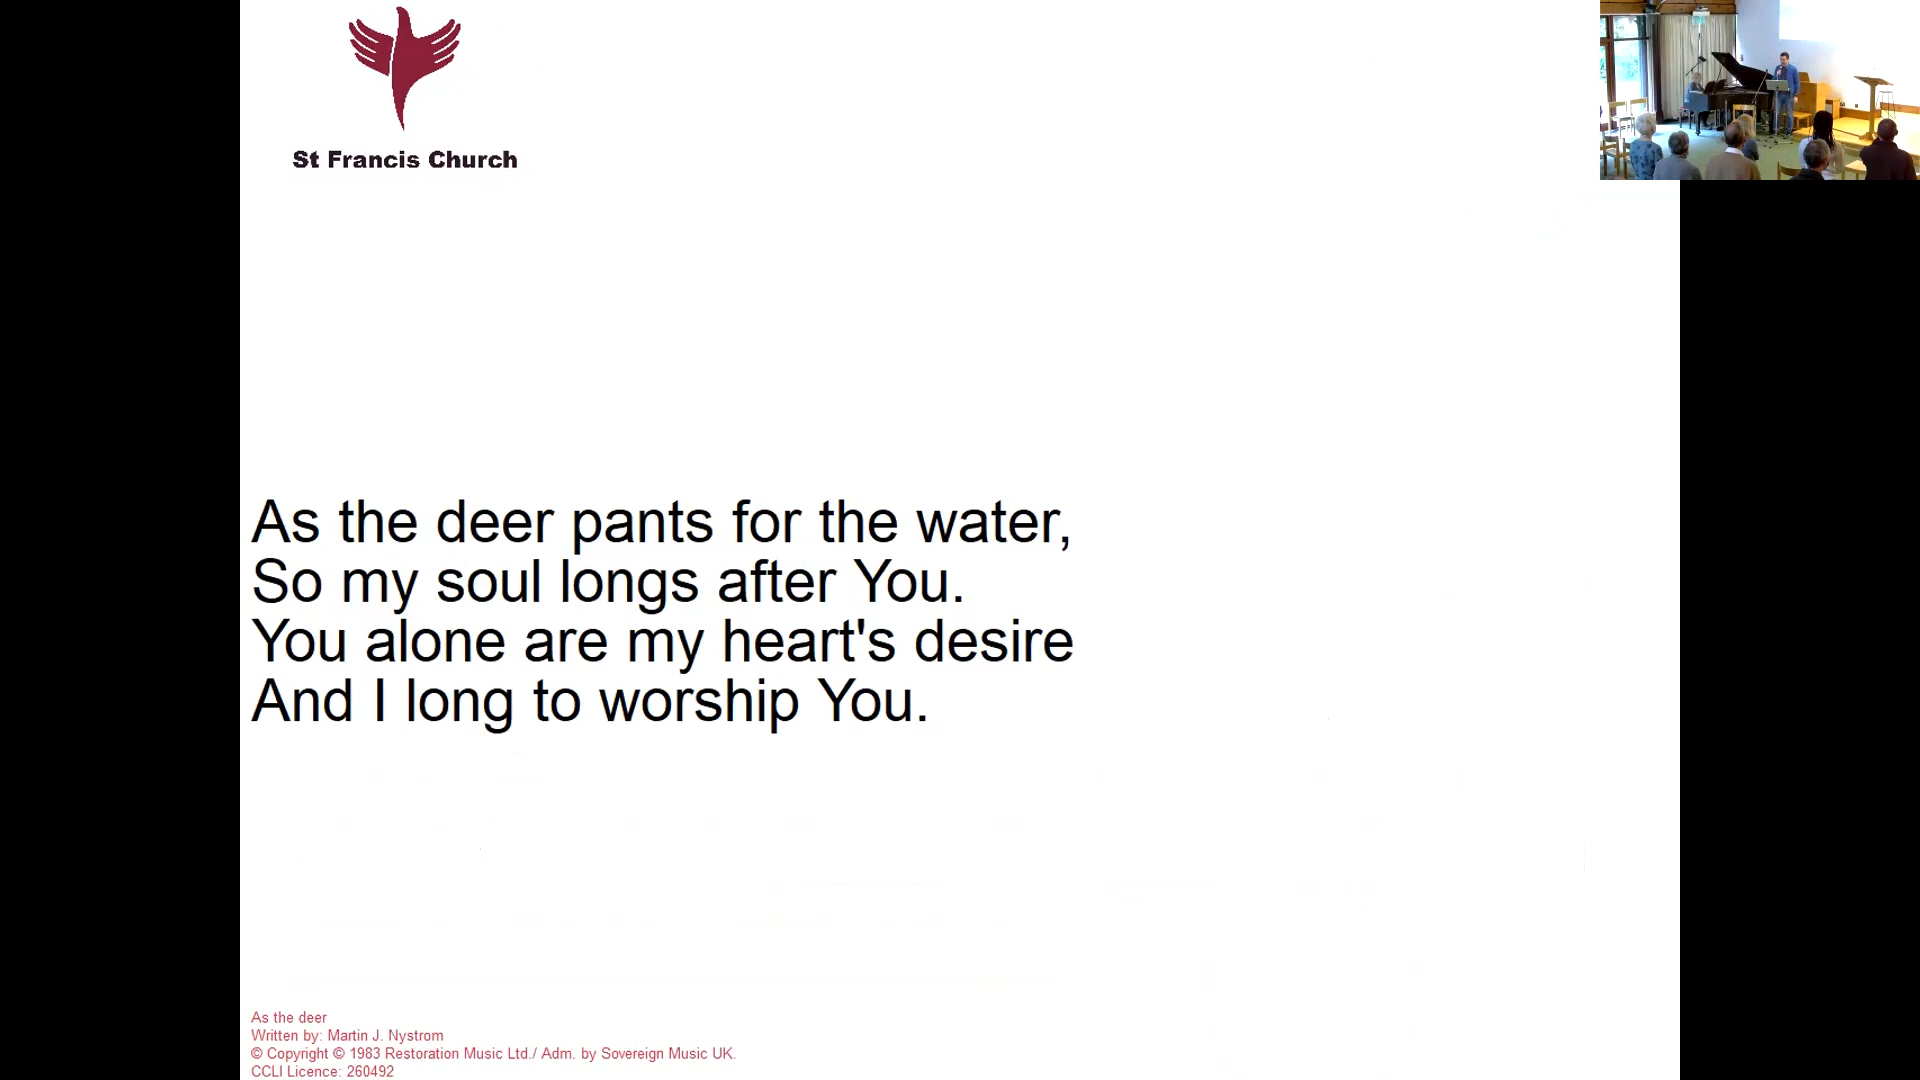 St Francis Church
As the deer pants for the water,
So my soul longs after You.
You alone are my heart's desire
And I long to worship You.
As the deer
Written by: Martin J. Nystrom
© Copyright © 1983 Restoration Music Ltd./ Adm. by Sovereign Music UK.
CCLI Licence: 260492